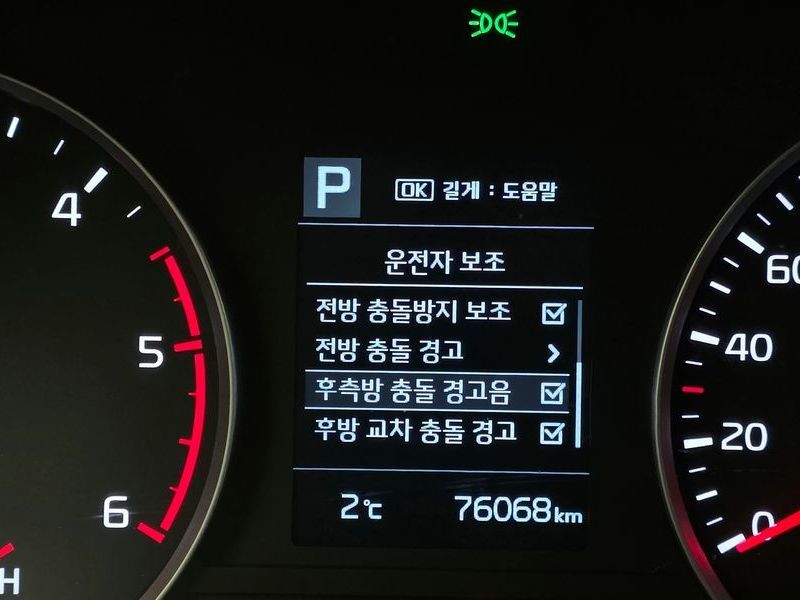 P
OK 길게 : 도움말
운전자 보조
전방 충돌방지 보조
전방 충돌 경고
후측방 충돌 경고음
후방 교차 충돌 경고
2℃ 76068km
4
5
6
H
60
40
20
0